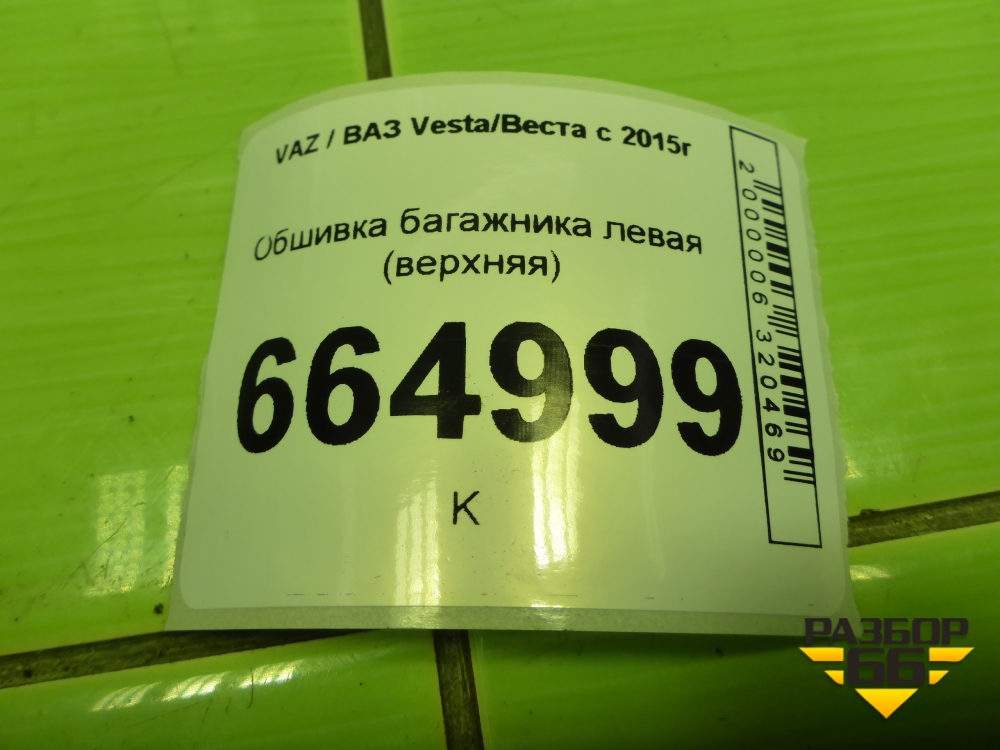 VAZ / ВАЗ Vesta/Веста с 2015г
Обшивка багажника левая
(верхняя)
664999
К
2000006320469
РАЗБОР
66